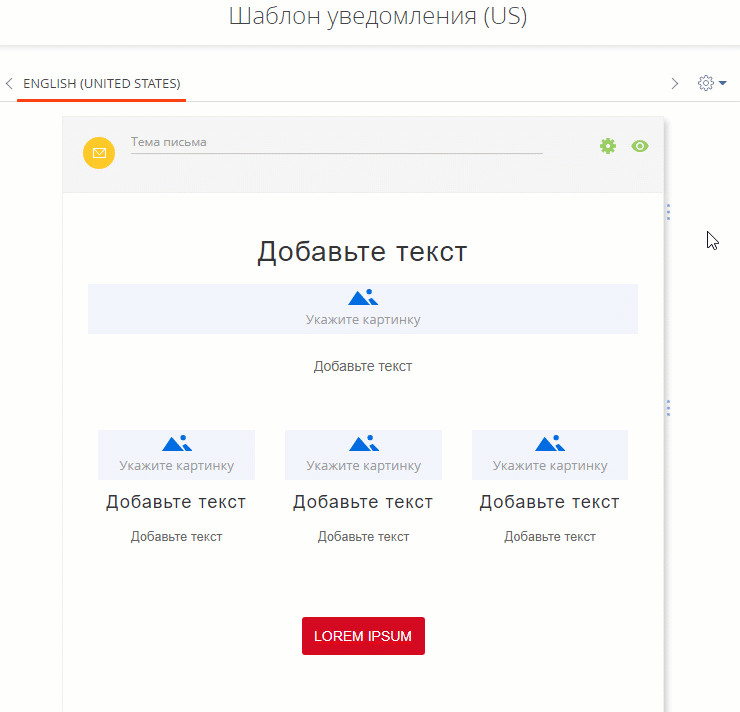 Шаблон уведомления (US)
ENGLISH (UNITED STATES)
Тема письма
Добавьте текст
Укажите картинку
Добавьте текст
Укажите картинку Укажите картинку Укажите картинку
Добавьте текст Добавьте текст Добавьте текст
Добавьте текст Добавьте текст Добавьте текст
LOREM IPSUM